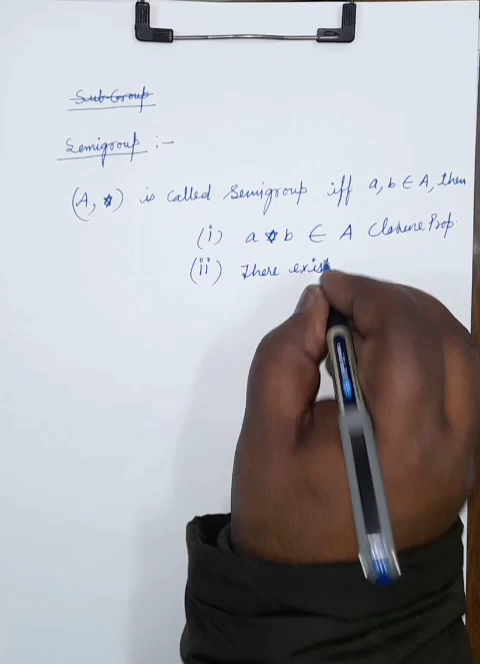 Sub Group
Semigroup :-
(A, *) is called Semigroup iff a, b ∈ A, then
(i) a * b ∈ A Closure Prop.
(ii) There exis